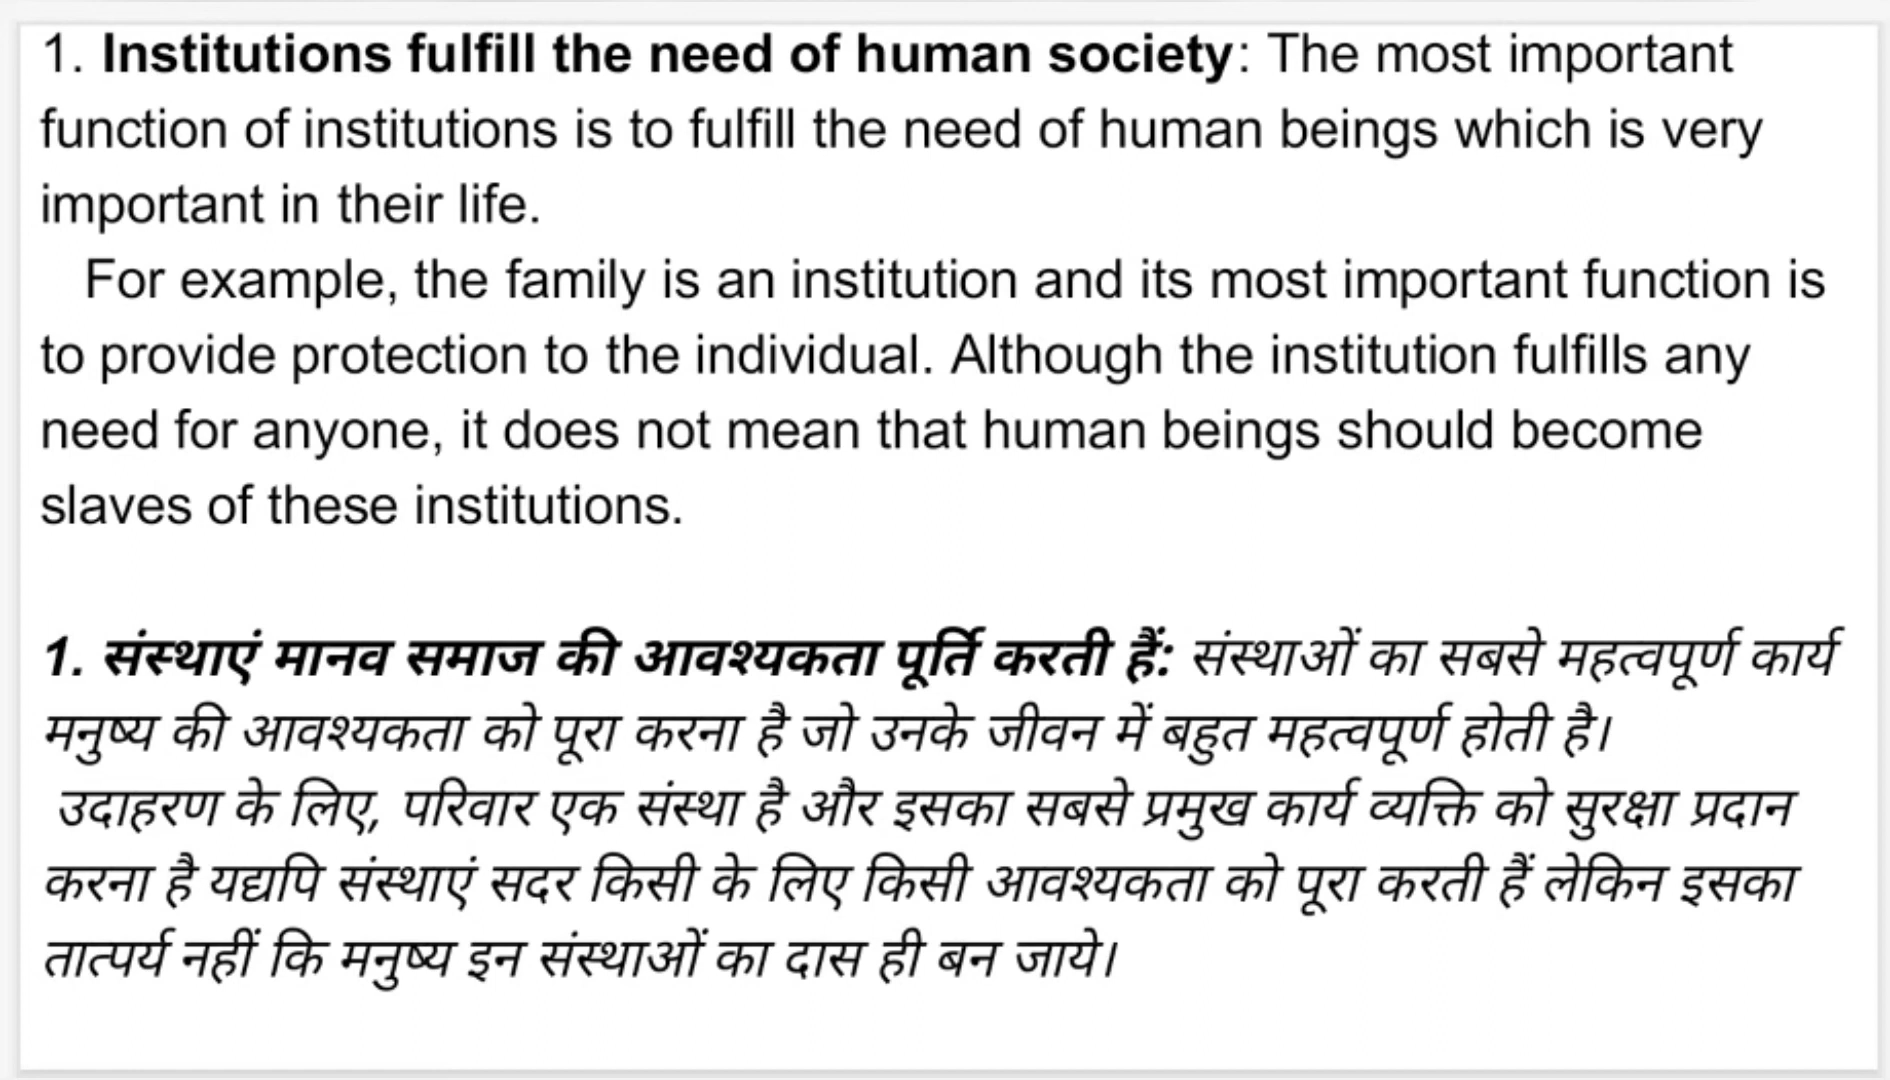 1. Institutions fulfill the need of human society: The most important
function of institutions is to fulfill the need of human beings which is very
important in their life.
For example, the family is an institution and its most important function is
to provide protection to the individual. Although the institution fulfills any
need for anyone, it does not mean that human beings should become
slaves of these institutions.
1. संस्थाएं मानव समाज की आवश्यकता पूर्ति करती हैं: संस्थाओं का सबसे महत्वपूर्ण कार्य
मनुष्य की आवश्यकता को पूरा करना है जो उनके जीवन में बहुत महत्वपूर्ण होती है।
उदाहरण के लिए, परिवार एक संस्था है और इसका सबसे प्रमुख कार्य व्यक्ति को सुरक्षा प्रदान
करना है यद्यपि संस्थाएं सदर किसी के लिए किसी आवश्यकता को पूरा करती हैं लेकिन इसका
तात्पर्य नहीं कि मनुष्य इन संस्थाओं का दास ही बन जाये।